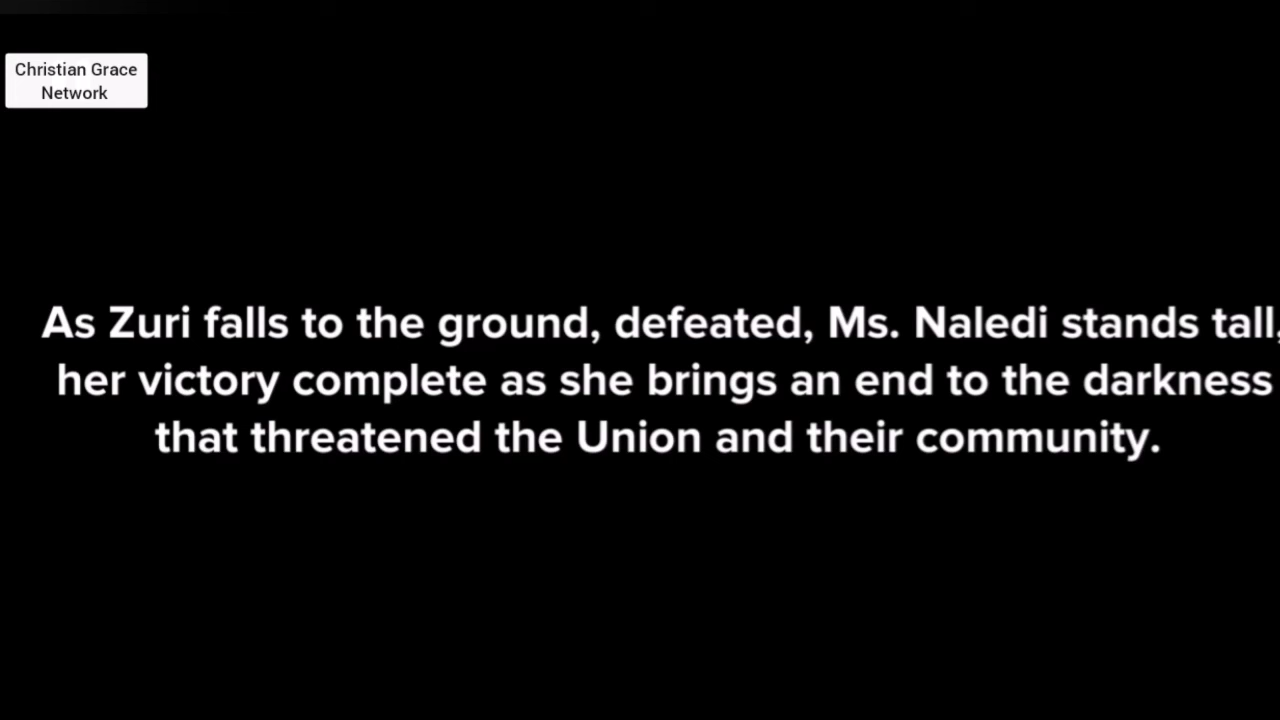 Christian Grace
Network
As Zuri falls to the ground, defeated, Ms. Naledi stands tall,
her victory complete as she brings an end to the darkness
that threatened the Union and their community.